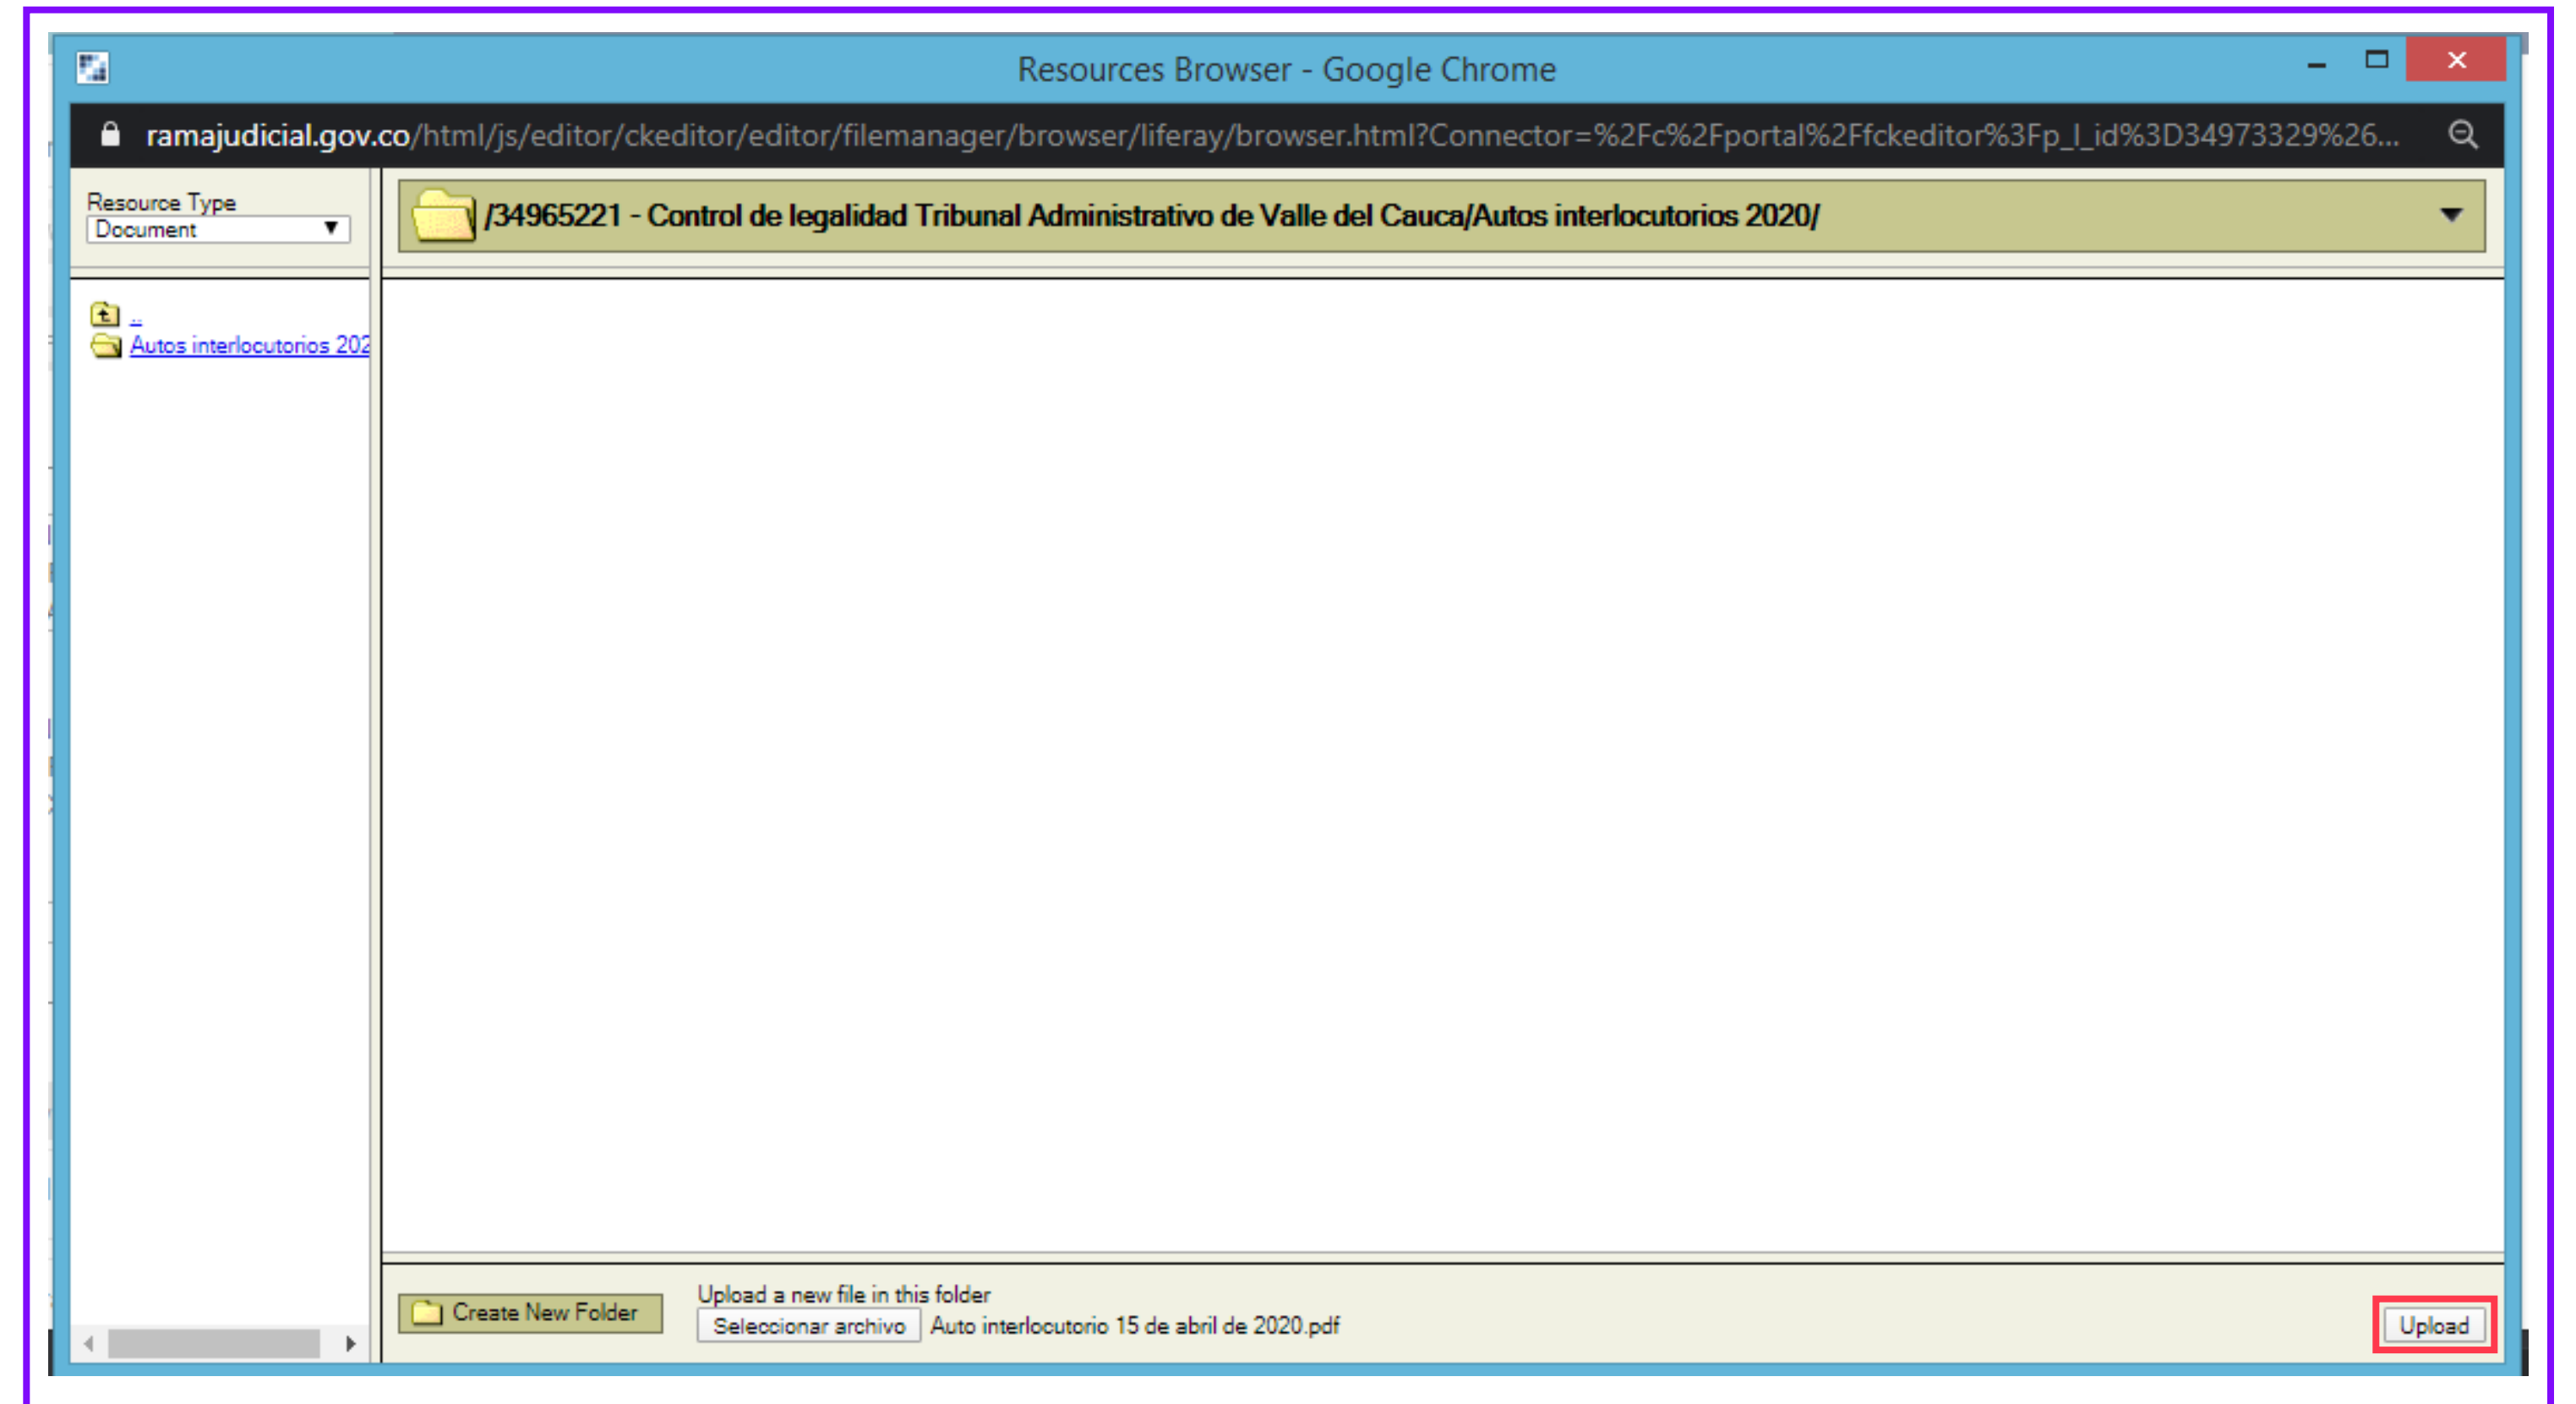 Resources Browser - Google Chrome
ramajudicial.gov.co/html/js/editor/ckeditor/editor/filemanager/browser/liferay/browser.html?Connector=%2Fc%2Fportal%2Ffckeditor%3Fp_l_id%3D34973329%26...
Resource Type
Document
/34965221 - Control de legalidad Tribunal Administrativo de Valle del Cauca/Autos interlocutorios 2020/
..
Autos interlocutorios 202
Create New Folder
Upload a new file in this folder
Seleccionar archivo Auto interlocutorio 15 de abril de 2020.pdf
Upload